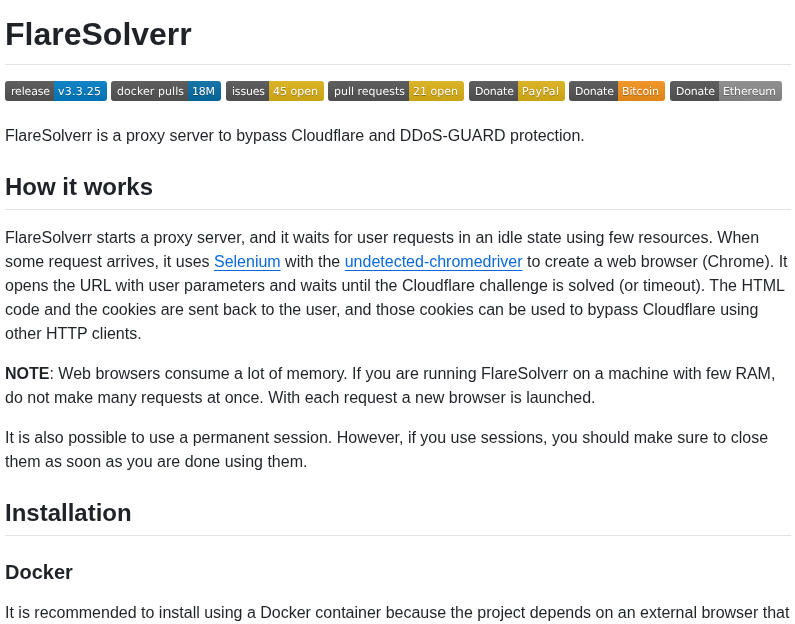 FlareSolverr
release v3.3.25 docker pulls 18M issues 45 open pull requests 21 open Donate PayPal Donate Bitcoin Donate Ethereum
FlareSolverr is a proxy server to bypass Cloudflare and DDoS-GUARD protection.
How it works
FlareSolverr starts a proxy server, and it waits for user requests in an idle state using few resources. When
some request arrives, it uses Selenium with the undetected-chromedriver to create a web browser (Chrome). It
opens the URL with user parameters and waits until the Cloudflare challenge is solved (or timeout). The HTML
code and the cookies are sent back to the user, and those cookies can be used to bypass Cloudflare using
other HTTP clients.
NOTE: Web browsers consume a lot of memory. If you are running FlareSolverr on a machine with few RAM,
do not make many requests at once. With each request a new browser is launched.
It is also possible to use a permanent session. However, if you use sessions, you should make sure to close
them as soon as you are done using them.
Installation
Docker
It is recommended to install using a Docker container because the project depends on an external browser that